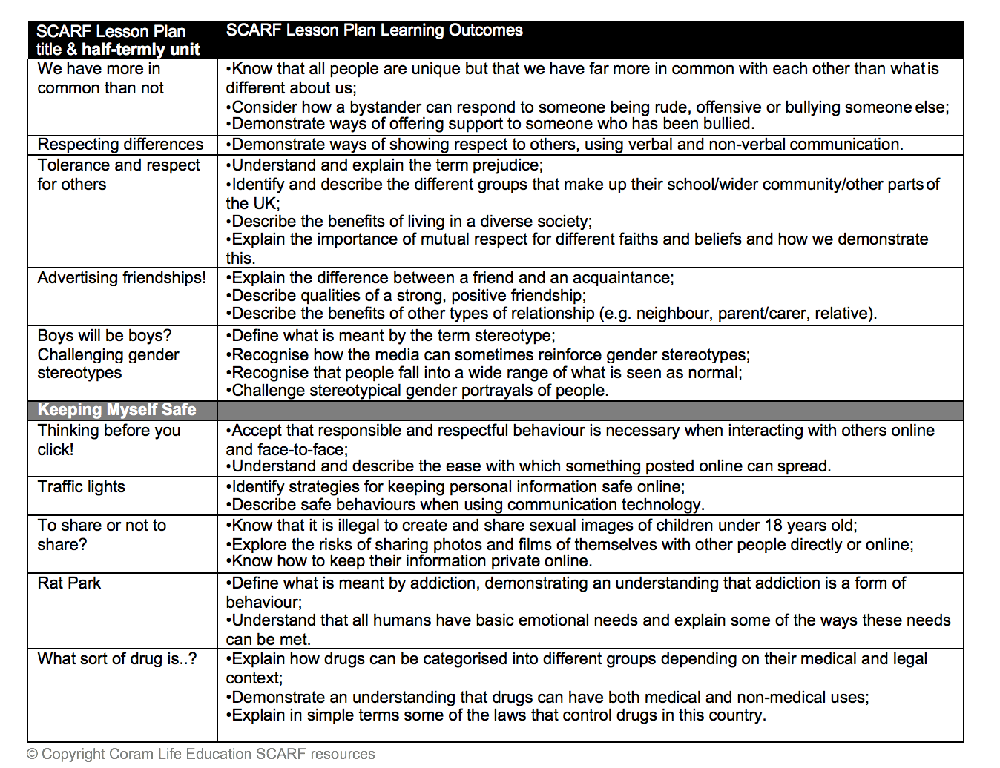 SCARF Lesson Plan
title & half-termly unit
SCARF Lesson Plan Learning Outcomes
We have more in
common than not
•Know that all people are unique but that we have far more in common with each other than what is
different about us;
•Consider how a bystander can respond to someone being rude, offensive or bullying someone else;
•Demonstrate ways of offering support to someone who has been bullied.
Respecting differences
•Demonstrate ways of showing respect to others, using verbal and non-verbal communication.
Tolerance and respect
for others
•Understand and explain the term prejudice;
•Identify and describe the different groups that make up their school/wider community/other parts of
the UK;
•Describe the benefits of living in a diverse society;
•Explain the importance of mutual respect for different faiths and beliefs and how we demonstrate
this.
Advertising friendships!
•Explain the difference between a friend and an acquaintance;
•Describe qualities of a strong, positive friendship;
•Describe the benefits of other types of relationship (e.g. neighbour, parent/carer, relative).
Boys will be boys?
Challenging gender
stereotypes
•Define what is meant by the term stereotype;
•Recognise how the media can sometimes reinforce gender stereotypes;
•Recognise that people fall into a wide range of what is seen as normal;
•Challenge stereotypical gender portrayals of people.
Keeping Myself Safe
Thinking before you
click!
•Accept that responsible and respectful behaviour is necessary when interacting with others online
and face-to-face;
•Understand and describe the ease with which something posted online can spread.
Traffic lights
•Identify strategies for keeping personal information safe online;
•Describe safe behaviours when using communication technology.
To share or not to
share?
•Know that it is illegal to create and share sexual images of children under 18 years old;
•Explore the risks of sharing photos and films of themselves with other people directly or online;
•Know how to keep their information private online.
Rat Park
•Define what is meant by addiction, demonstrating an understanding that addiction is a form of
behaviour;
•Understand that all humans have basic emotional needs and explain some of the ways these needs
can be met.
What sort of drug is..?
•Explain how drugs can be categorised into different groups depending on their medical and legal
context;
•Demonstrate an understanding that drugs can have both medical and non-medical uses;
•Explain in simple terms some of the laws that control drugs in this country.
© Copyright Coram Life Education SCARF resources